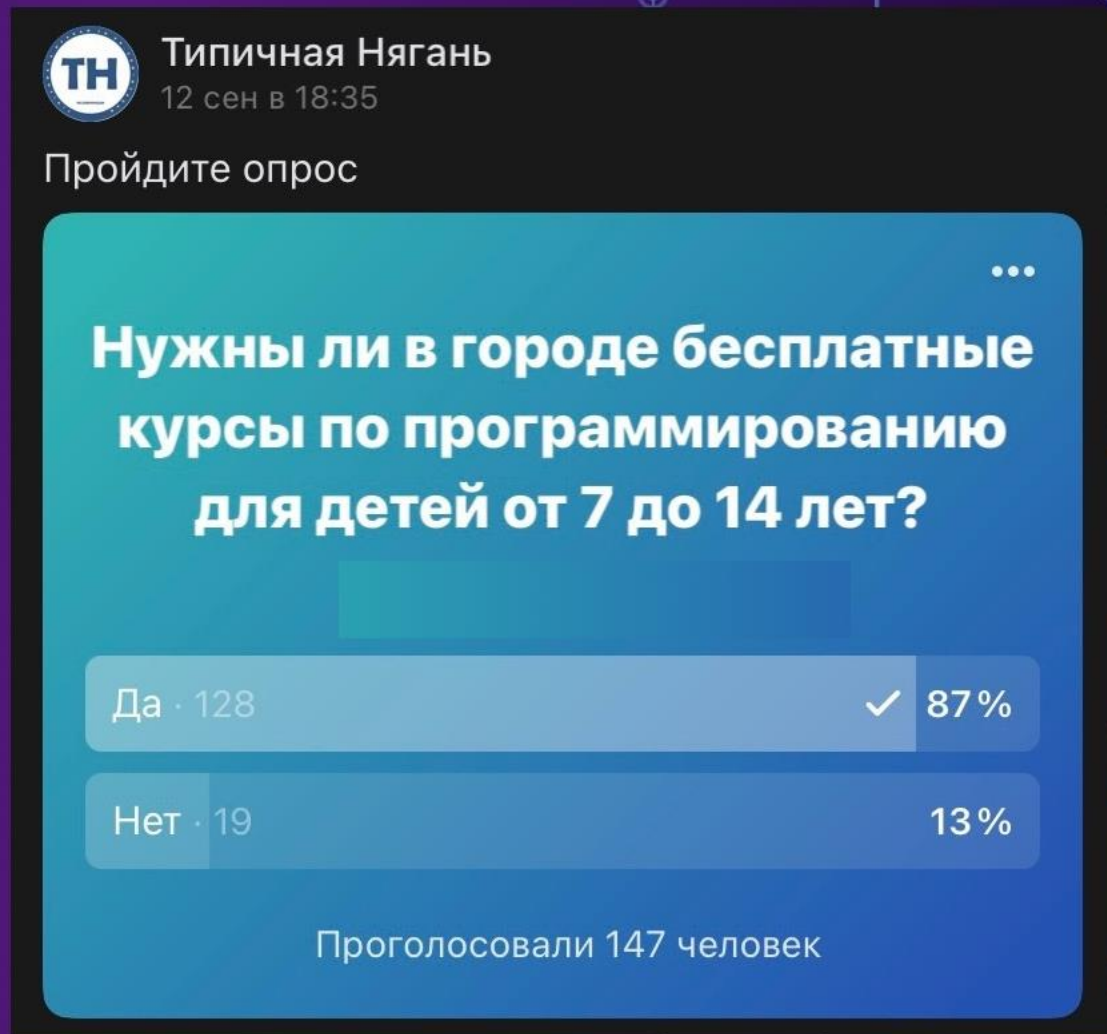 ТН
Типичная Нягань
12 сен в 18:35
Пройдите опрос
Нужны ли в городе бесплатные
курсы по программированию
для детей от 7 до 14 лет?
Да · 128 87%
Нет · 19 13%
Проголосовали 147 человек